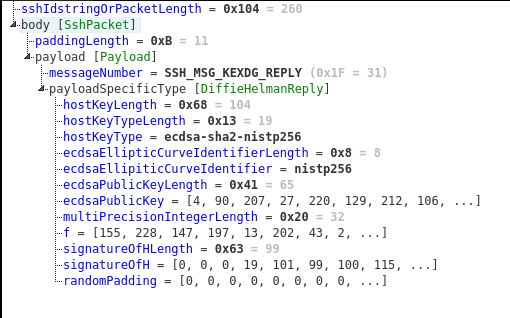 sshIdstringOrPacketLength = 0x104 = 260
body [SshPacket]
paddingLength = 0xB = 11
payload [Payload]
messageNumber = SSH_MSG_KEXDG_REPLY (0x1F = 31)
payloadSpecificType [DiffieHelmanReply]
hostKeyLength = 0x68 = 104
hostKeyTypeLength = 0x13 = 19
hostKeyType = ecdsa-sha2-nistp256
ecdsaEllipticCurveIdentifierLength = 0x8 = 8
ecdsaEllipiticCurveIdentifier = nistp256
ecdsaPublicKeyLength = 0x41 = 65
ecdsaPublicKey = [4, 90, 207, 27, 220, 129, 212, 106, ...]
multiPrecisionIntegerLength = 0x20 = 32
f = [155, 228, 147, 197, 13, 202, 43, 2, ...]
signatureOfHLength = 0x63 = 99
signatureOfH = [0, 0, 0, 19, 101, 99, 100, 115, ...]
randomPadding = [0, 0, 0, 0, 0, 0, 0, 0, ...]